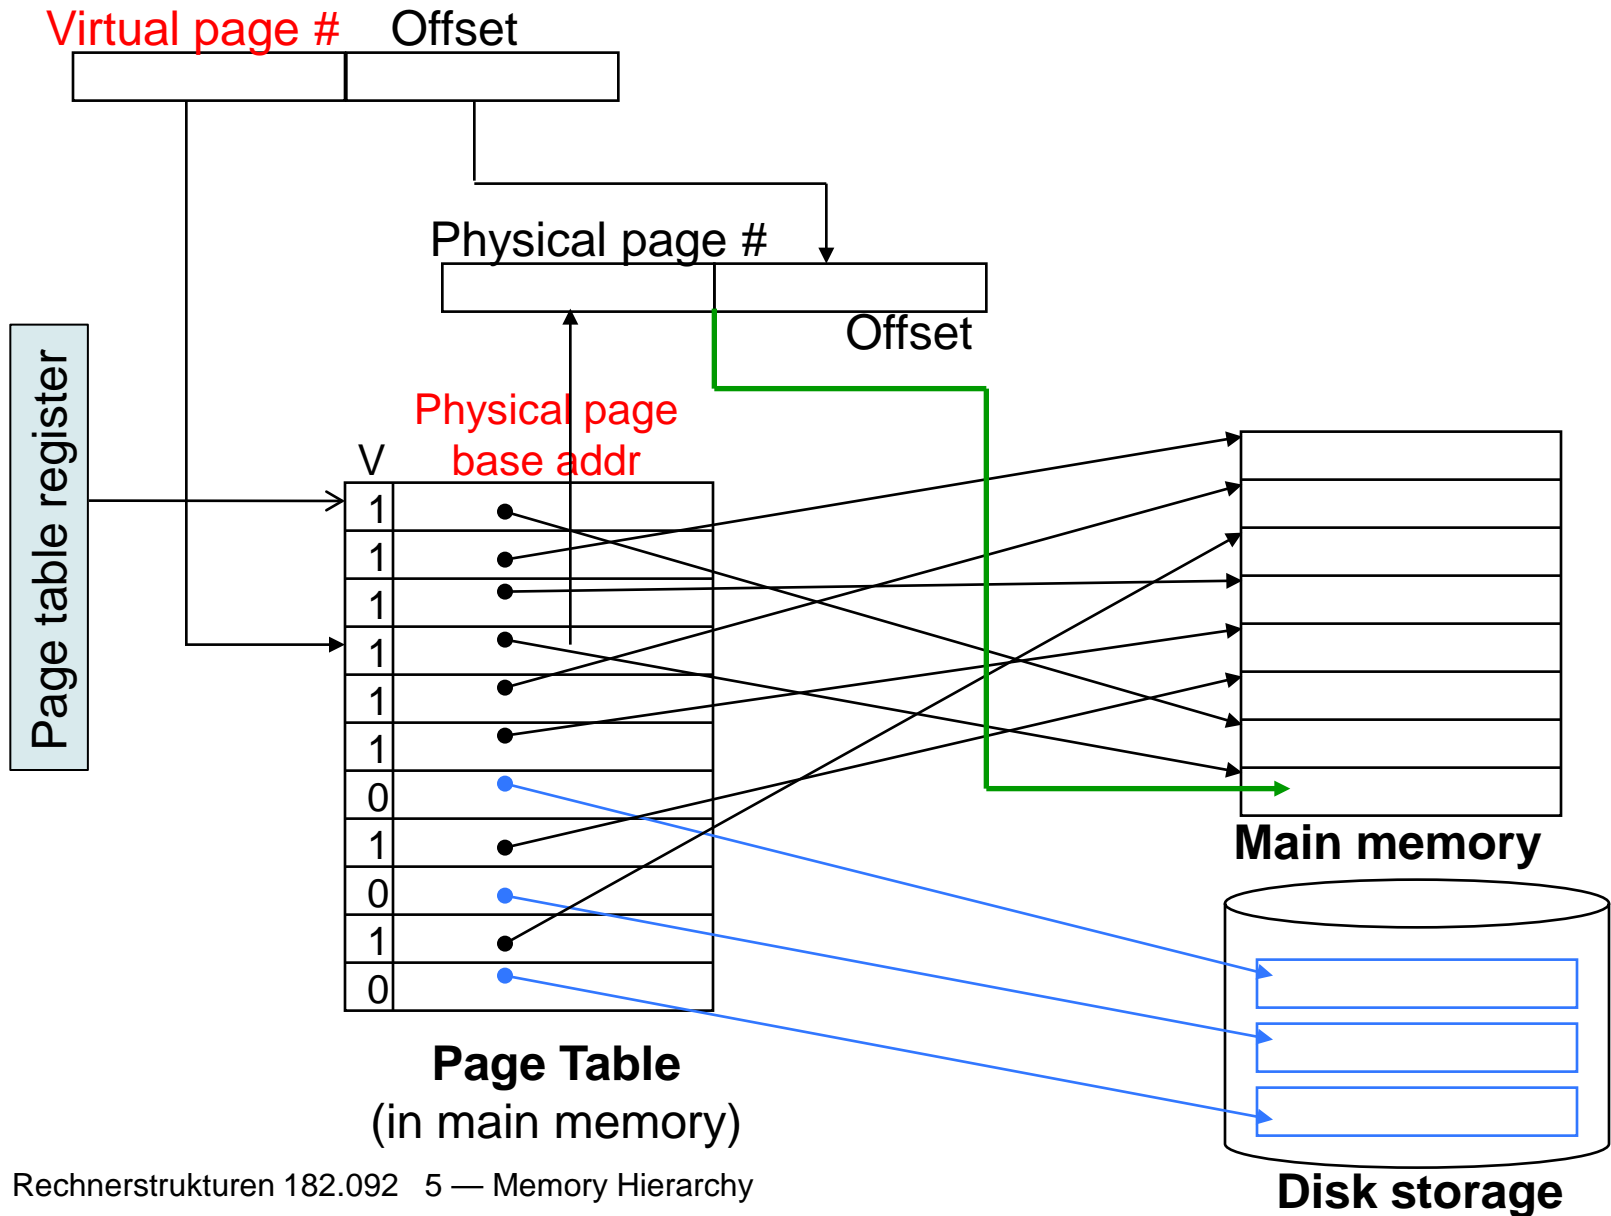 Virtual page # Offset
Physical page #
Offset
Page table register
Physical page
V base addr
1
1
1
1
1
1
0
1
0
1
0
Main memory
Page Table
(in main memory)
Rechnerstrukturen 182.092 5 — Memory Hierarchy
Disk storage